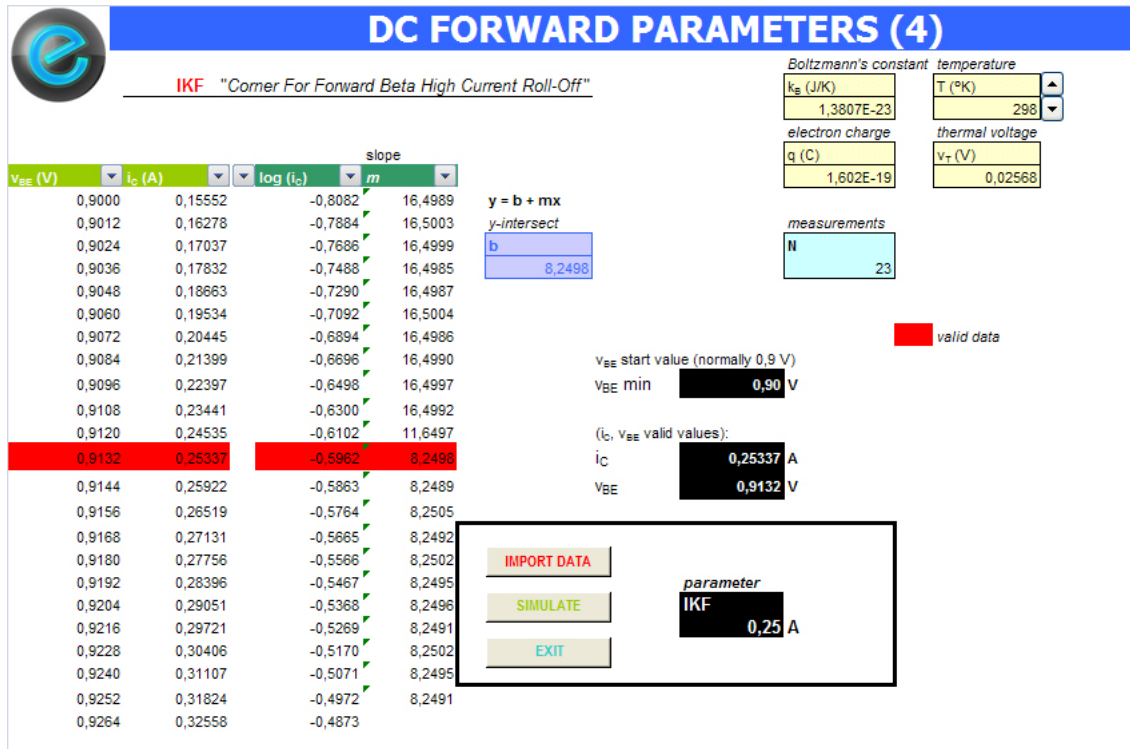 e
DC FORWARD PARAMETERS (4)
IKF "Corner For Forward Beta High Current Roll-Off"
Boltzmann's constant temperature
k_B (J/K) T (ºK)
1,3807E-23 298
electron charge thermal voltage
q (C) v_T (V)
1,602E-19 0,02568
slope
v_BE (V) i_C (A) log (i_C) m
0,9000 0,15552 -0,8082 16,4989 y = b + mx
0,9012 0,16278 -0,7884 16,5003 y-intersect measurements
0,9024 0,17037 -0,7686 16,4999 b N
0,9036 0,17832 -0,7488 16,4985 8,2498 23
0,9048 0,18663 -0,7290 16,4987
0,9060 0,19534 -0,7092 16,5004
0,9072 0,20445 -0,6894 16,4986 valid data
0,9084 0,21399 -0,6696 16,4990 v_BE start value (normally 0,9 V)
0,9096 0,22397 -0,6498 16,4997 v_BE min 0,90 V
0,9108 0,23441 -0,6300 16,4992
0,9120 0,24535 -0,6102 11,6497 (i_C, v_BE valid values):
0,9132 0,25337 -0,5962 8,2498 i_C 0,25337 A
0,9144 0,25922 -0,5863 8,2489 v_BE 0,9132 V
0,9156 0,26519 -0,5764 8,2505
0,9168 0,27131 -0,5665 8,2492
0,9180 0,27756 -0,5566 8,2502 IMPORT DATA
0,9192 0,28396 -0,5467 8,2495 parameter
0,9204 0,29051 -0,5368 8,2496 SIMULATE IKF
0,9216 0,29721 -0,5269 8,2491 0,25 A
0,9228 0,30406 -0,5170 8,2502 EXIT
0,9240 0,31107 -0,5071 8,2495
0,9252 0,31824 -0,4972 8,2491
0,9264 0,32558 -0,4873